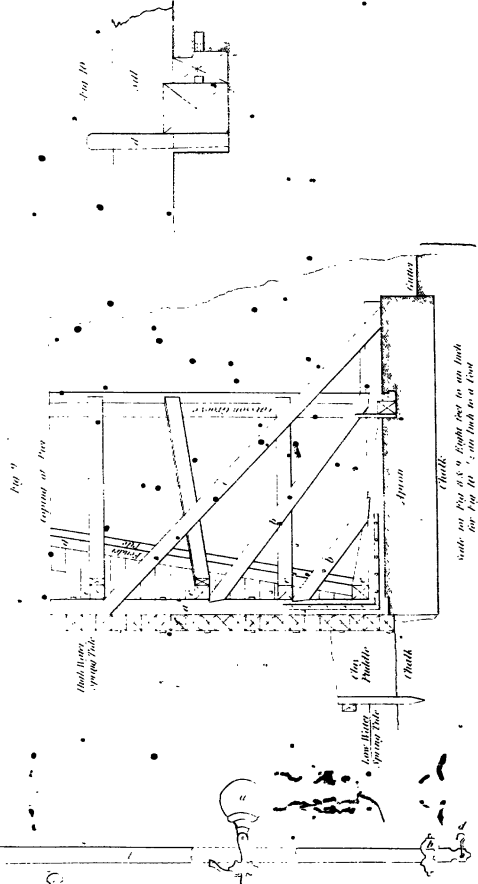 Fig 10
Sill
d
Fig 9
Coping of Pier
Fender
Pile
a
b
b
a
Gutter
Apron
Chalk
Scale on Fig 8 & 9 Eight feet to an Inch
for Fig 10 ½ an Inch to a Foot
High Water
Spring Tide
Clay
Puddle
Chalk
Low Water
Spring Tide
d